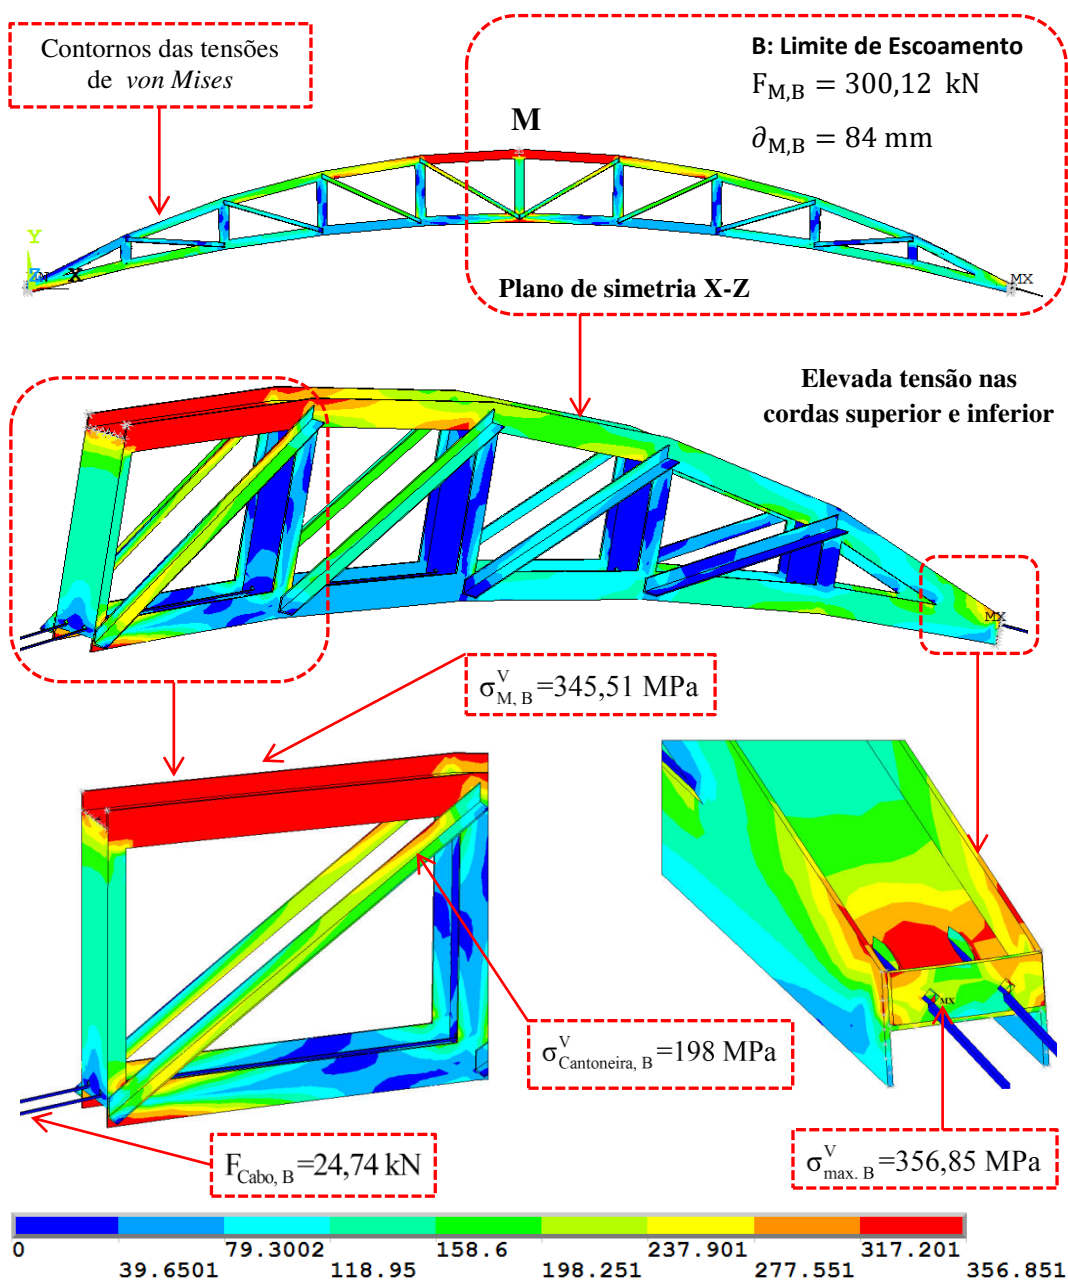 Contornos das tensões
de von Mises
B: Limite de Escoamento
F_M,B = 300,12 kN
∂_M,B = 84 mm
M
Y
Z X
MX
Plano de simetria X-Z
Elevada tensão nas
cordas superior e inferior
MX
σ^V_M, B=345,51 MPa
MX
σ^V_Cantoneira, B=198 MPa
F_Cabo, B=24,74 kN
σ^V_max. B=356,85 MPa
0 79.3002 158.6 237.901 317.201
39.6501 118.95 198.251 277.551 356.851